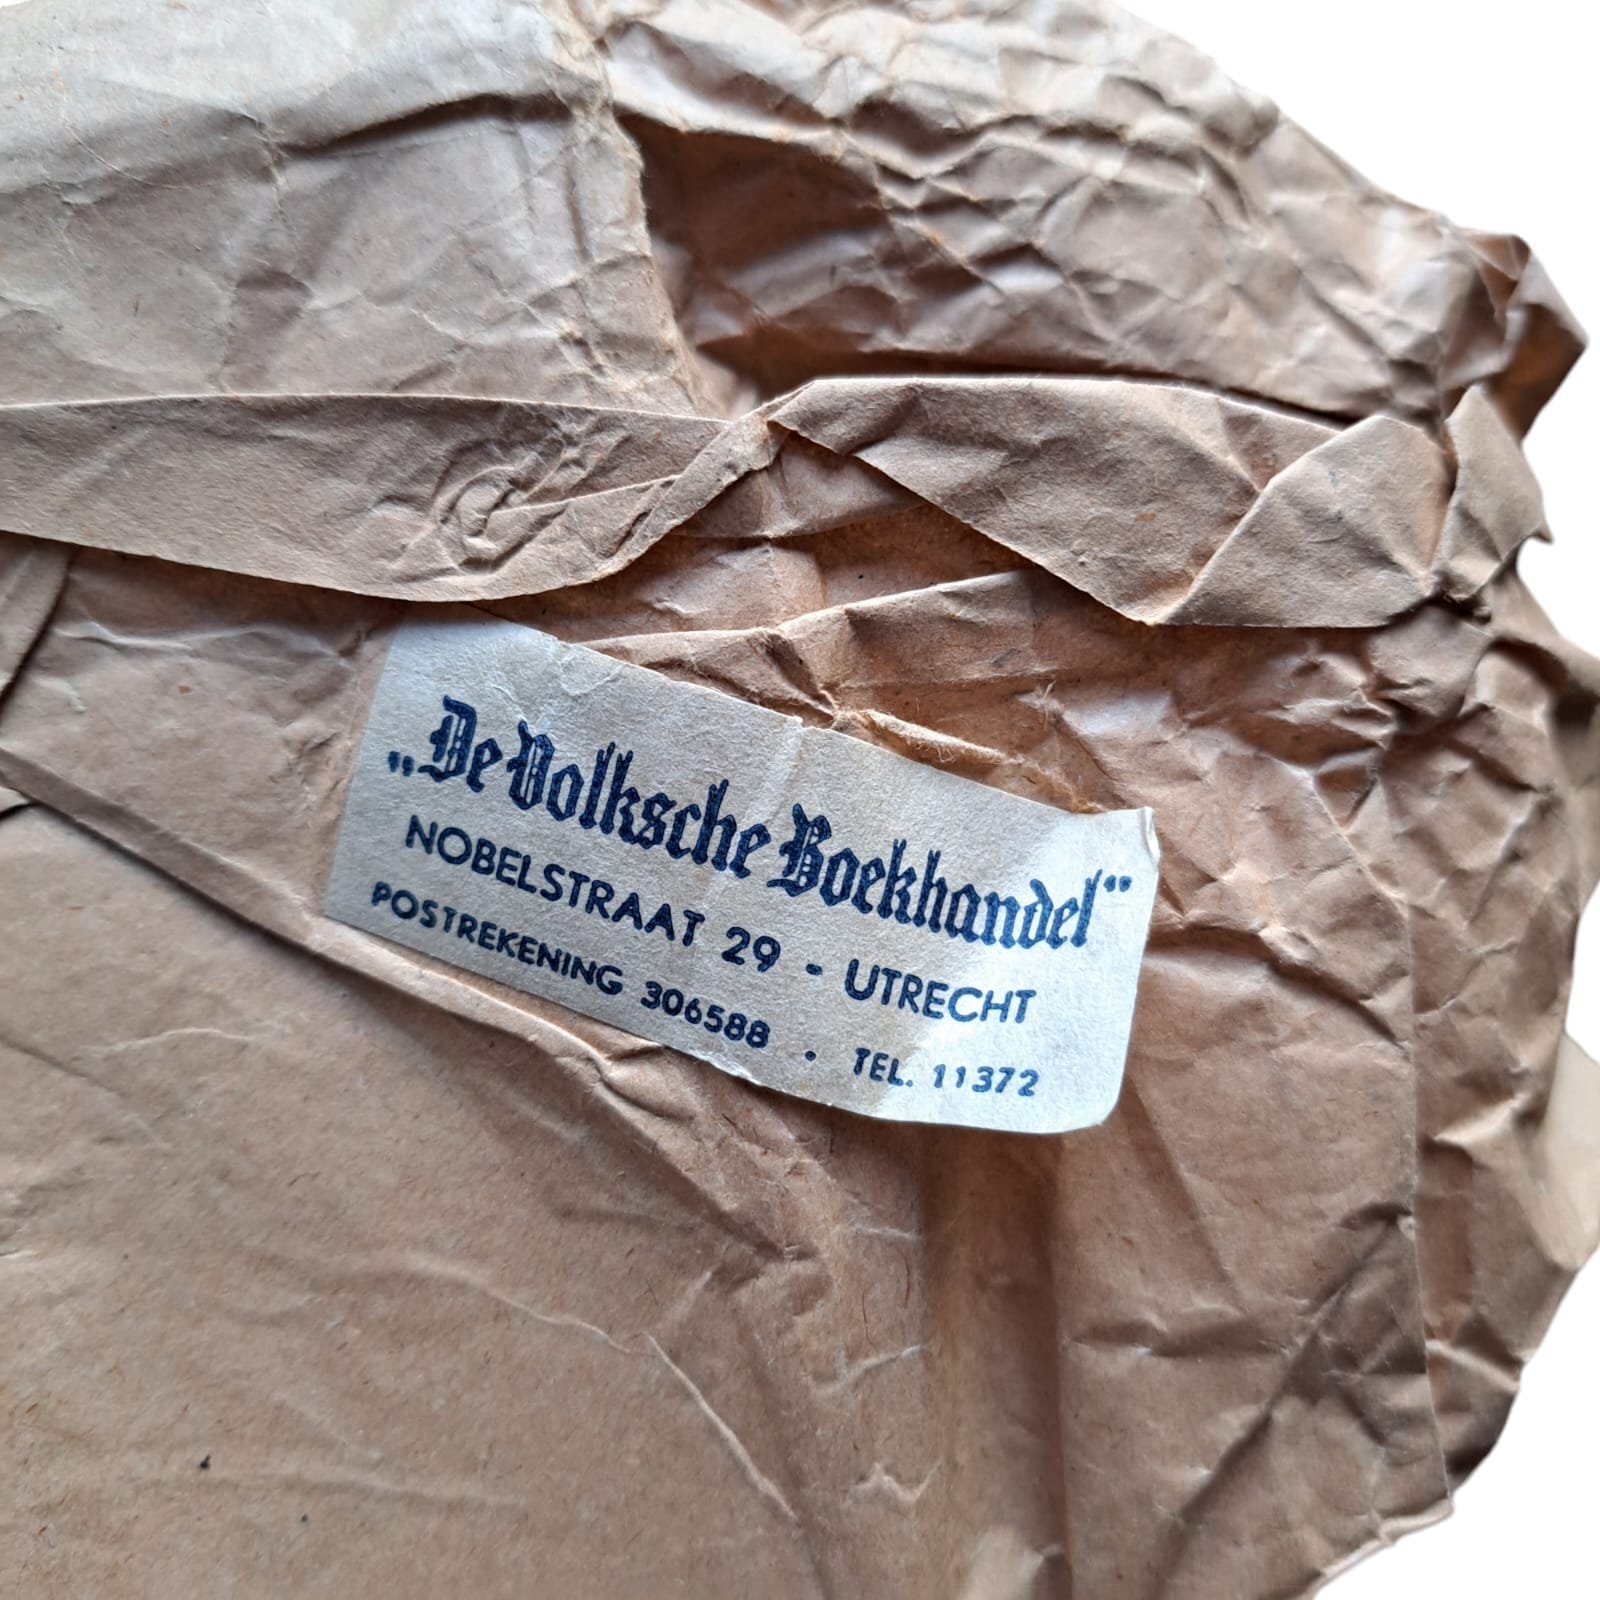 „De Volksche Boekhandel“
NOBELSTRAAT 29 - UTRECHT
POSTREKENING 306588 . TEL. 11372